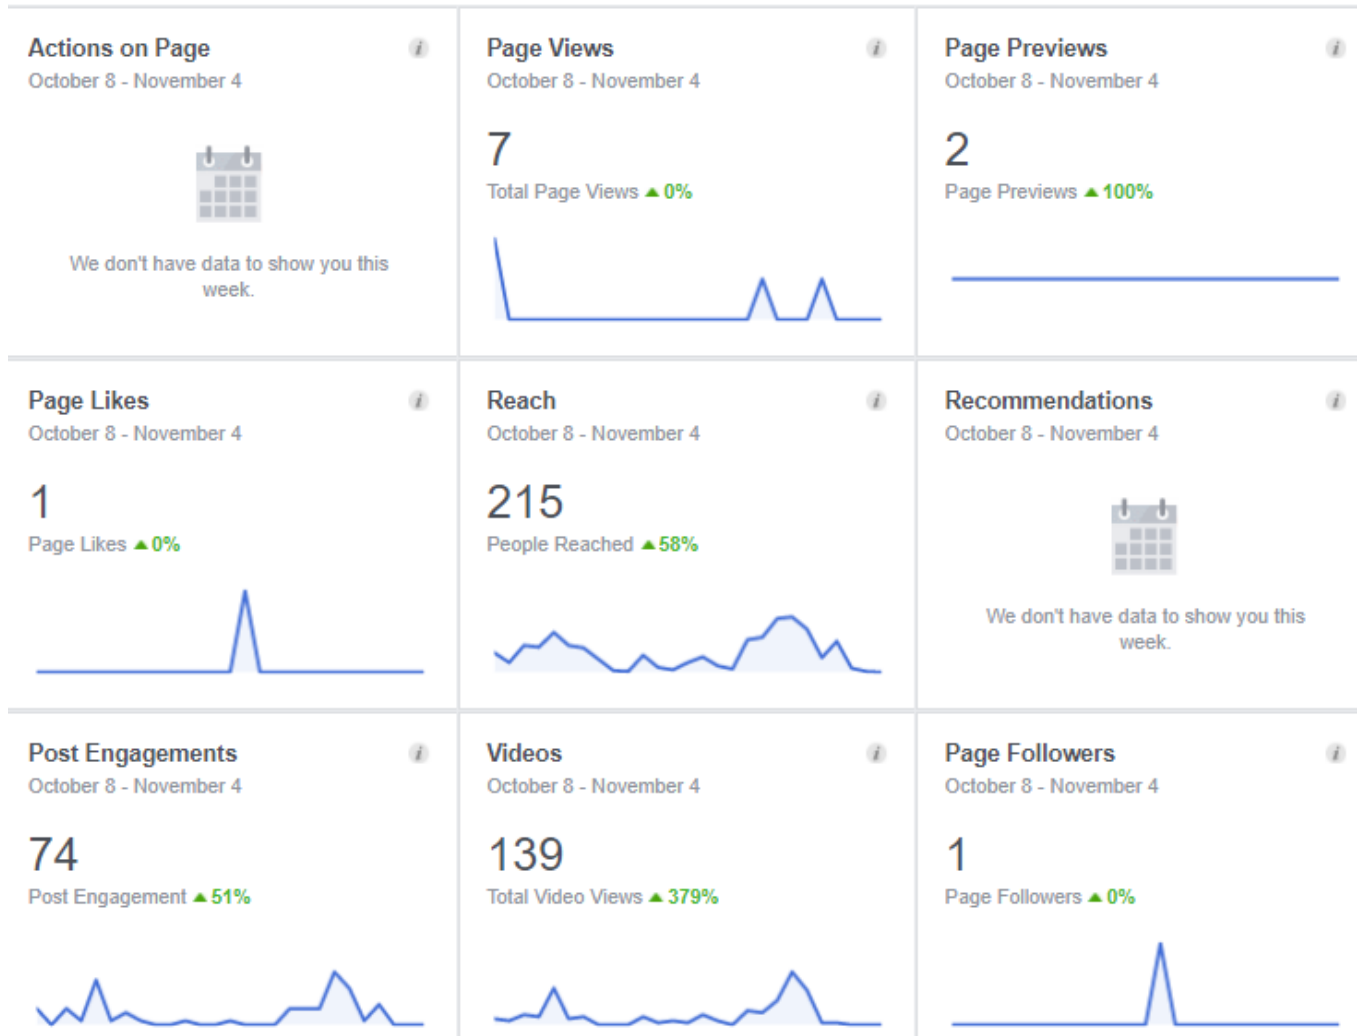 Actions on Page
October 8 - November 4
We don't have data to show you this
week.
Page Views
October 8 - November 4
7
Total Page Views ▲ 0%
Page Previews
October 8 - November 4
2
Page Previews ▲ 100%
Page Likes
October 8 - November 4
1
Page Likes ▲ 0%
Reach
October 8 - November 4
215
People Reached ▲ 58%
Recommendations
October 8 - November 4
We don't have data to show you this
week.
Post Engagements
October 8 - November 4
74
Post Engagement ▲ 51%
Videos
October 8 - November 4
139
Total Video Views ▲ 379%
Page Followers
October 8 - November 4
1
Page Followers ▲ 0%